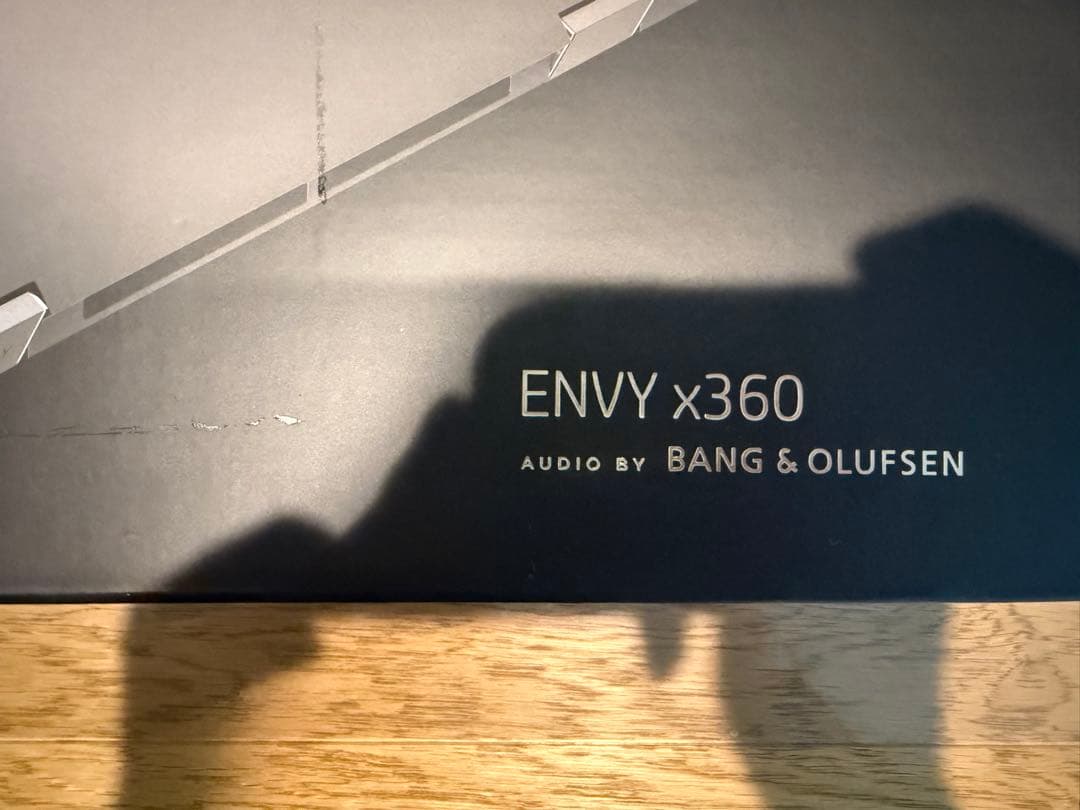 ENVY x360
AUDIO BY BANG & OLUFSEN